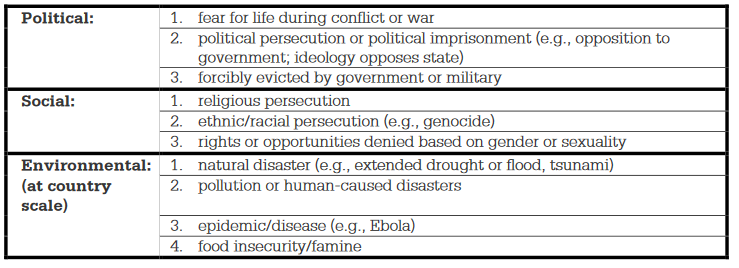 Political:
1. fear for life during conflict or war
2. political persecution or political imprisonment (e.g., opposition to
government; ideology opposes state)
3. forcibly evicted by government or military
Social:
1. religious persecution
2. ethnic/racial persecution (e.g., genocide)
3. rights or opportunities denied based on gender or sexuality
Environmental:
(at country
scale)
1. natural disaster (e.g., extended drought or flood, tsunami)
2. pollution or human-caused disasters
3. epidemic/disease (e.g., Ebola)
4. food insecurity/famine